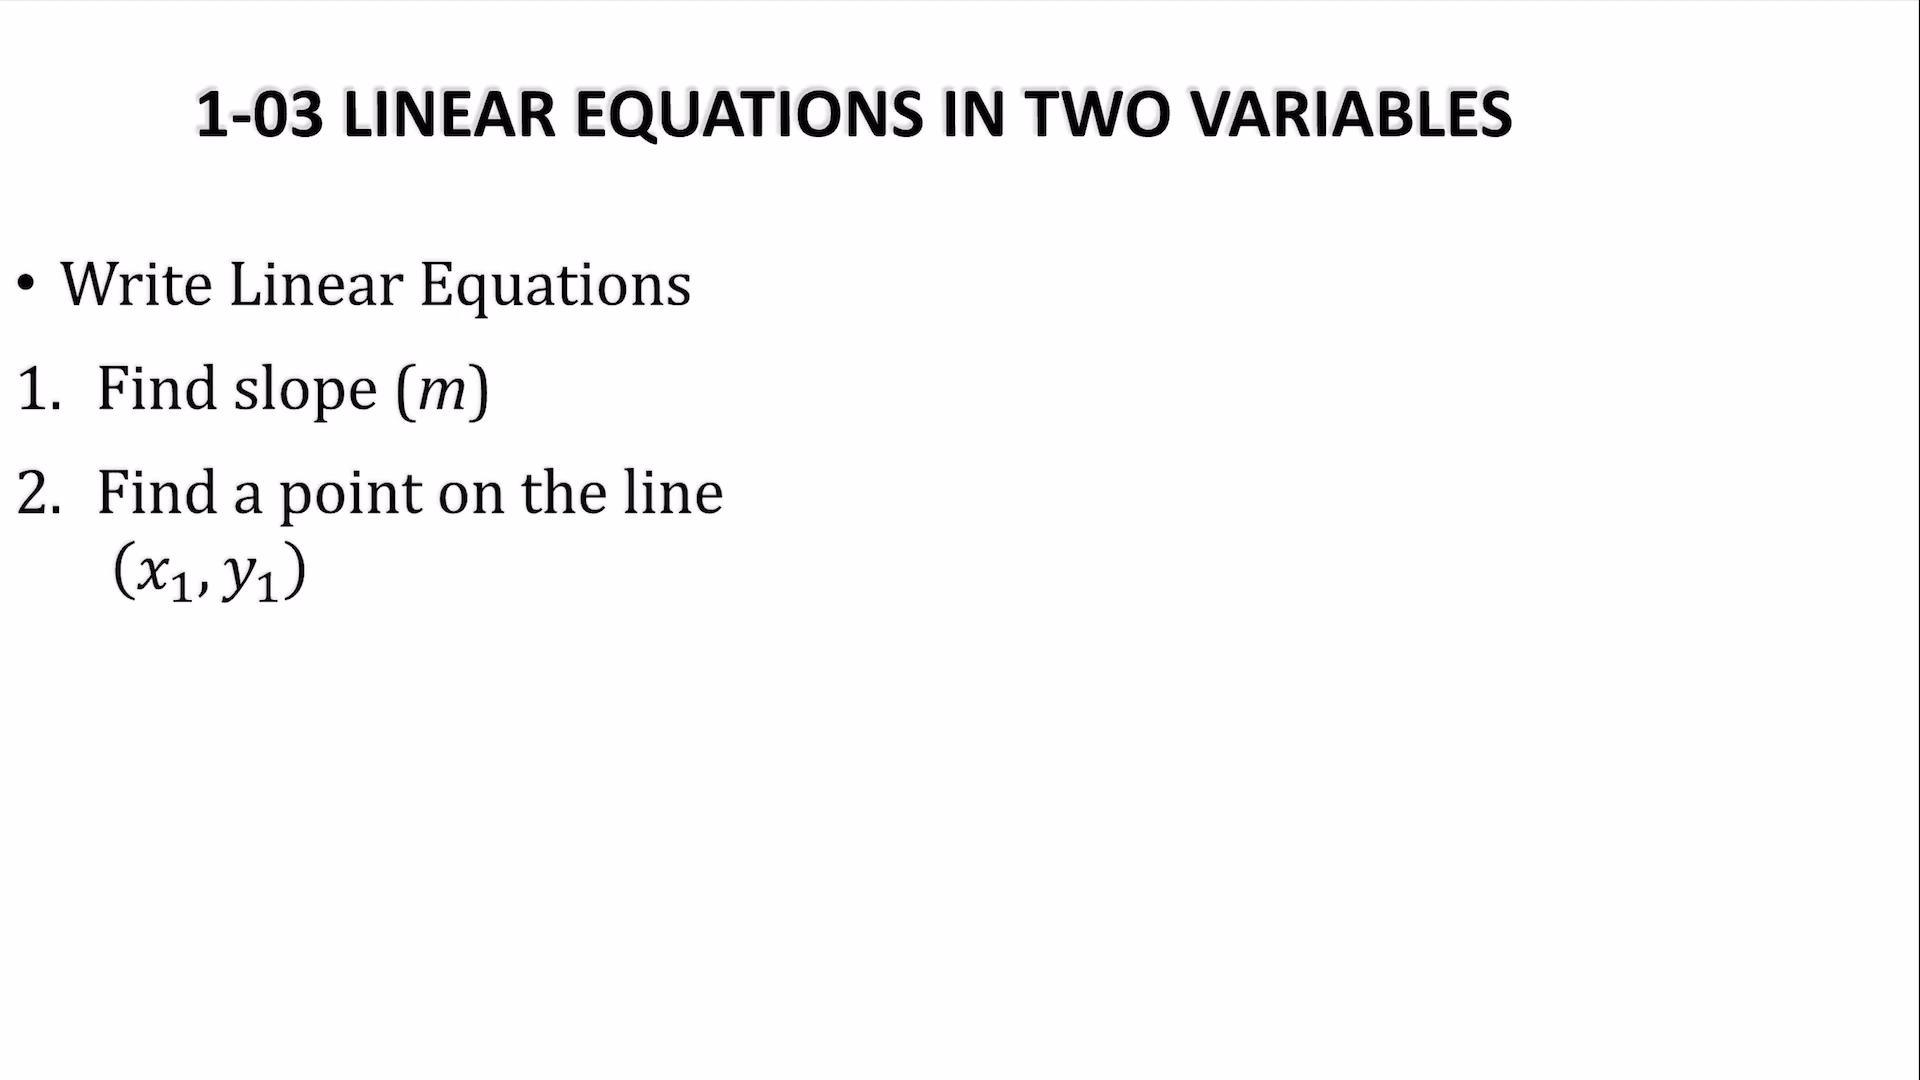 1-03 LINEAR EQUATIONS IN TWO VARIABLES
• Write Linear Equations
1. Find slope (m)
2. Find a point on the line
(x₁, y₁)